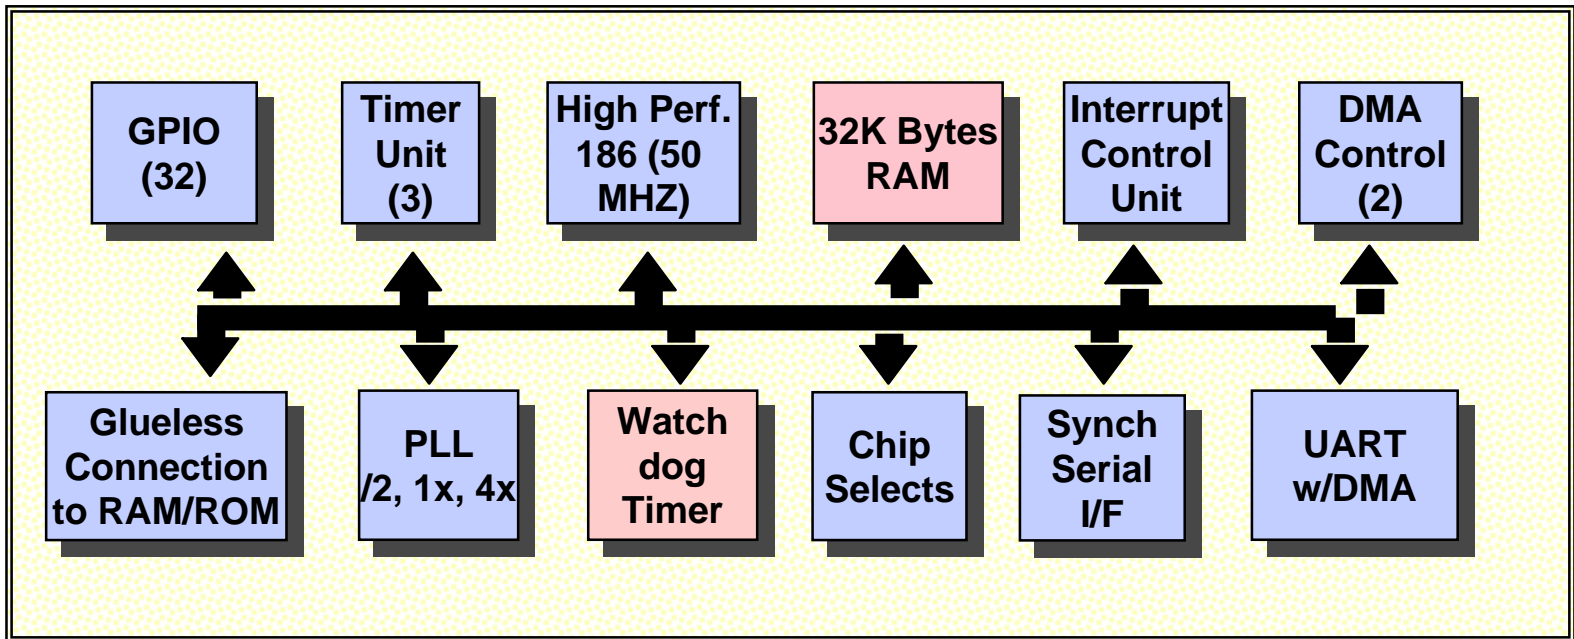 GPIO
(32)
Timer
Unit
(3)
High Perf.
186 (50
MHZ)
32K Bytes
RAM
Interrupt
Control
Unit
DMA
Control
(2)
Glueless
Connection
to RAM/ROM
PLL
/2, 1x, 4x
Watch
dog
Timer
Chip
Selects
Synch
Serial
I/F
UART
w/DMA